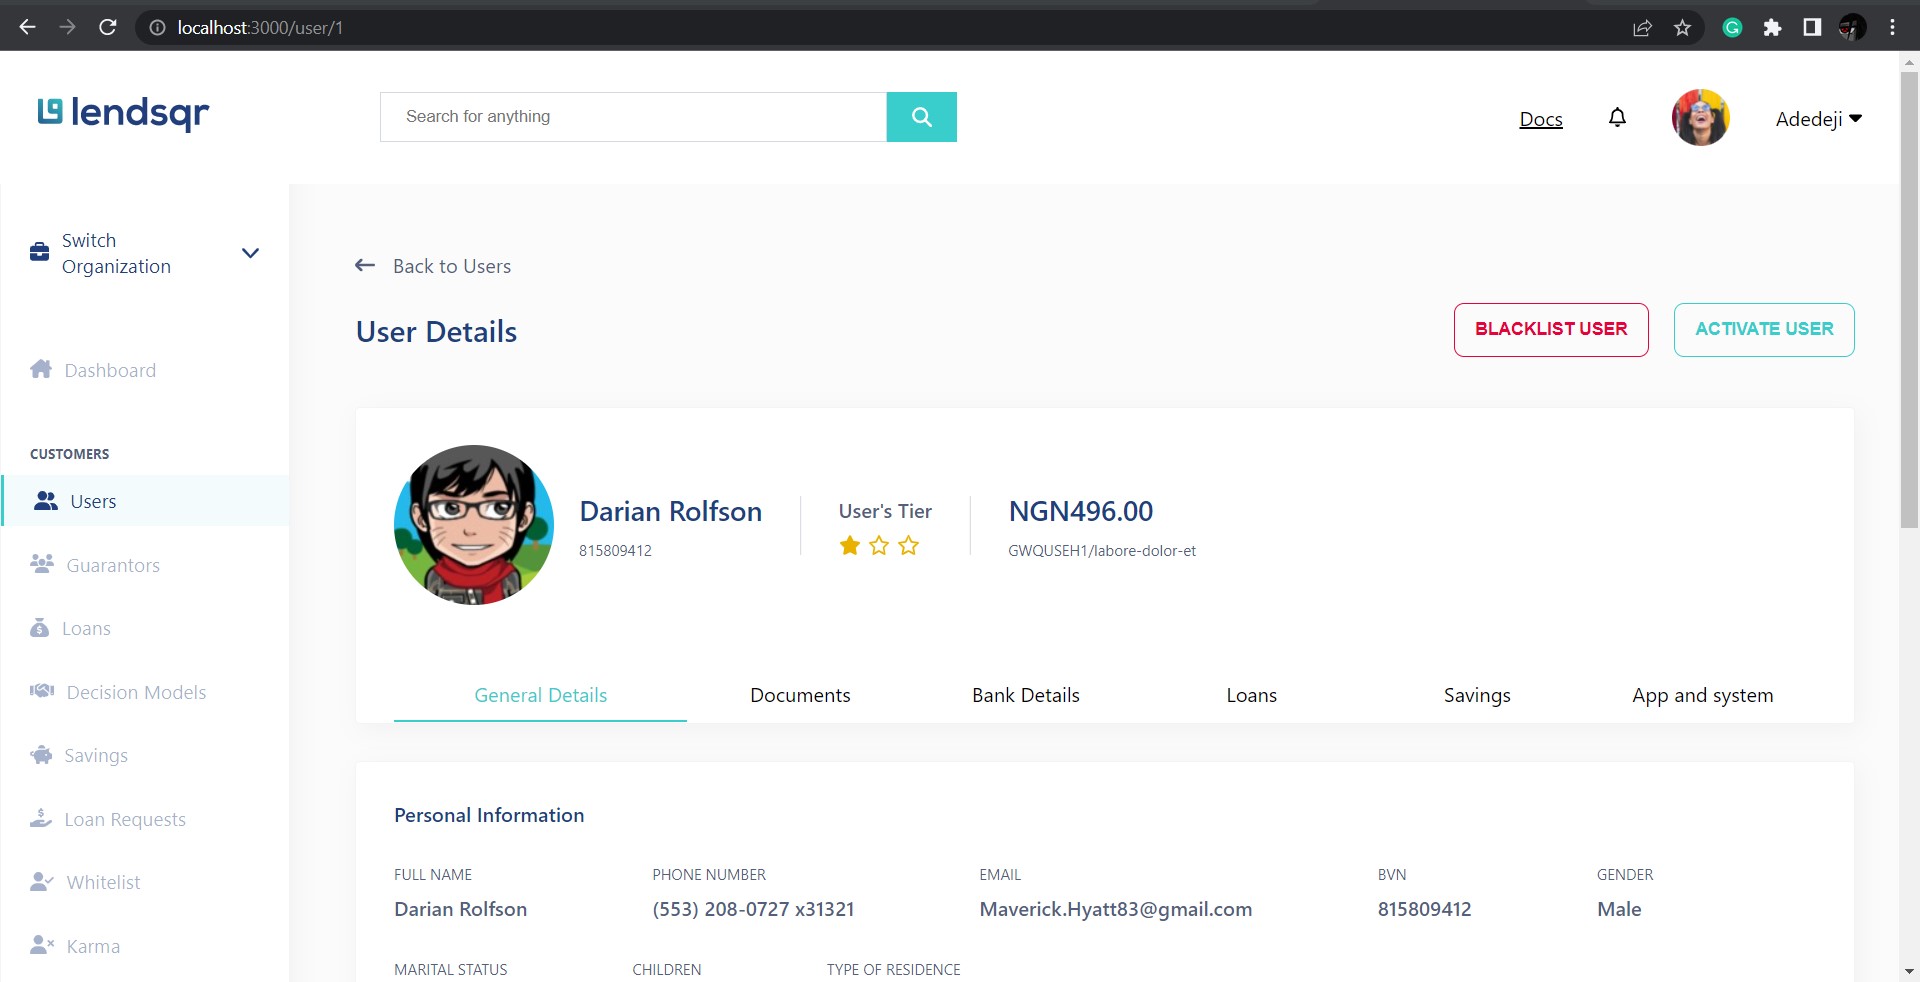 localhost:3000/user/1
lendsqr
Search for anything
Docs
Adedeji
Switch
Organization
Dashboard
CUSTOMERS
Users
Guarantors
Loans
Decision Models
Savings
Loan Requests
Whitelist
Karma
Back to Users
User Details
BLACKLIST USER
ACTIVATE USER
Darian Rolfson
815809412
User's Tier
NGN496.00
GWQUSEH1/labore-dolor-et
General Details
Documents
Bank Details
Loans
Savings
App and system
Personal Information
FULL NAME
Darian Rolfson
PHONE NUMBER
(553) 208-0727 x31321
EMAIL
Maverick.Hyatt83@gmail.com
BVN
815809412
GENDER
Male
MARITAL STATUS
CHILDREN
TYPE OF RESIDENCE